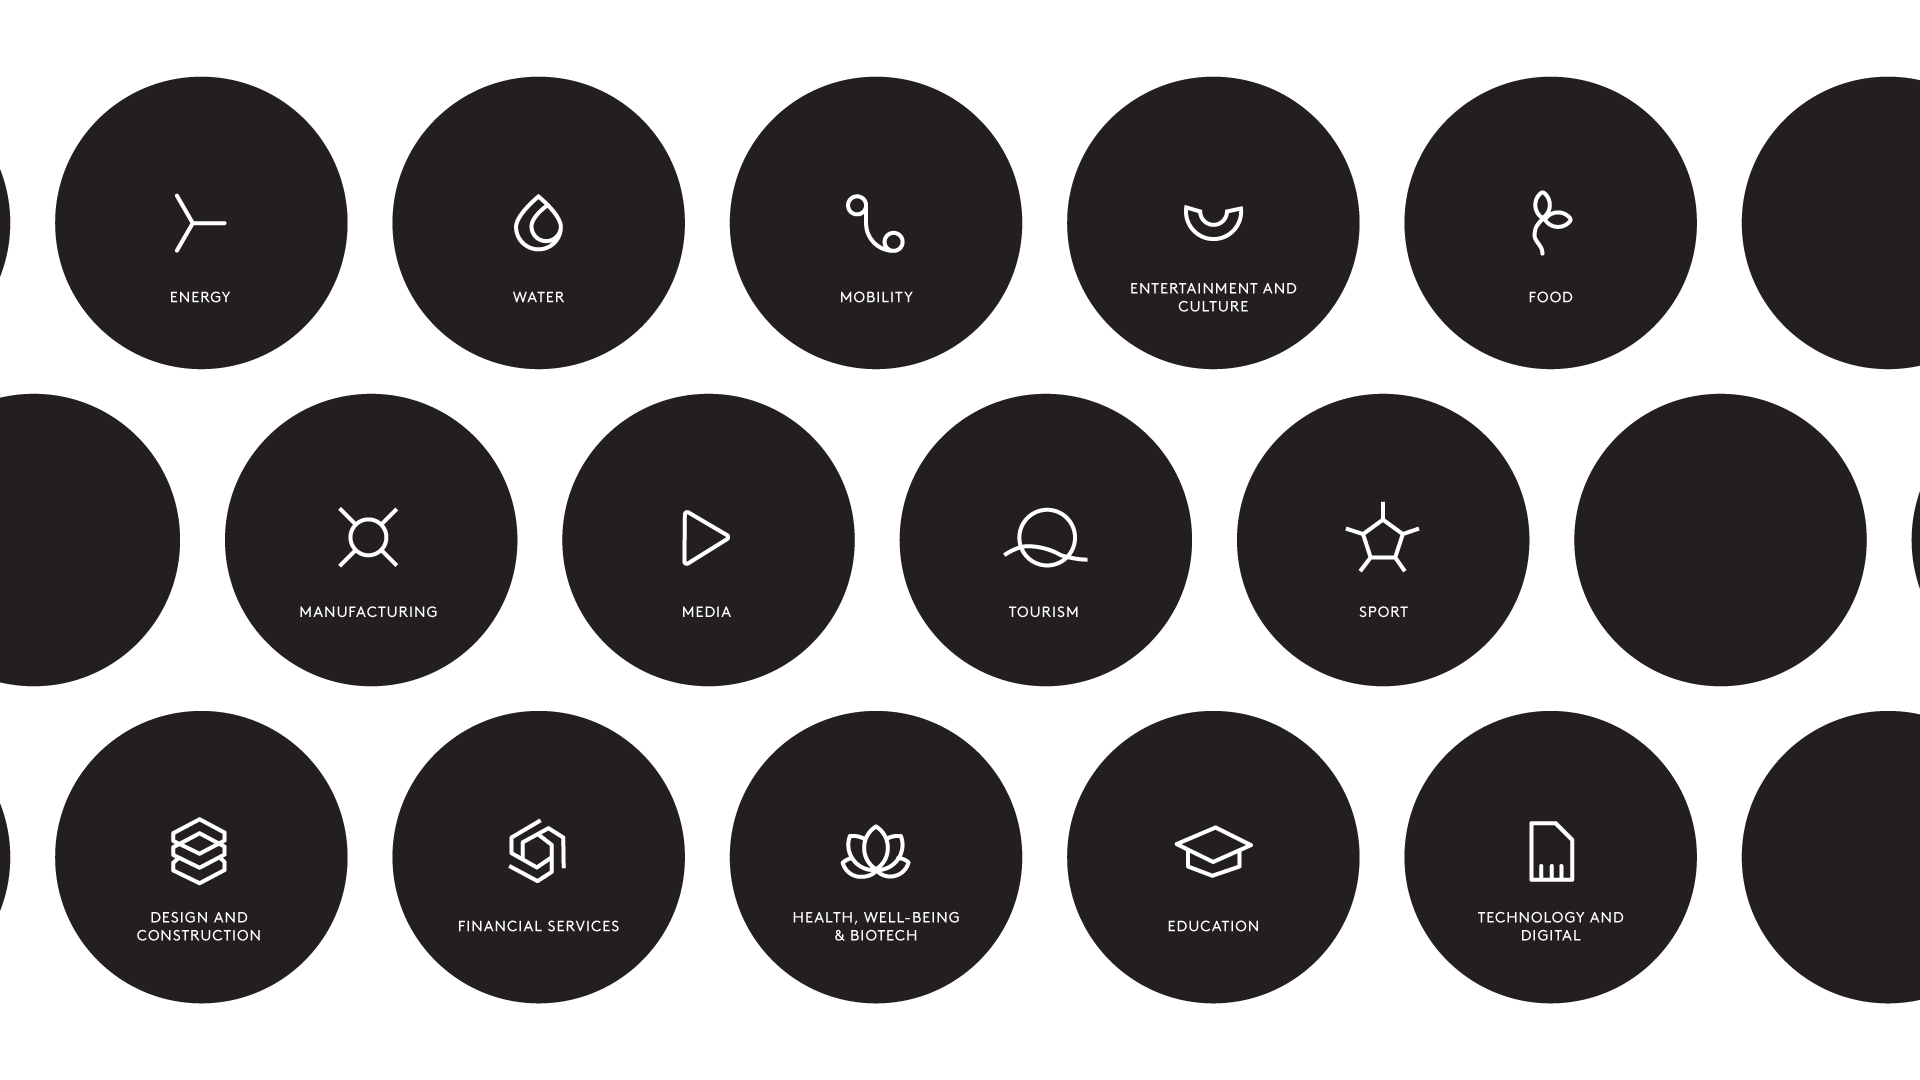 ENERGY
WATER
MOBILITY
ENTERTAINMENT AND
CULTURE
FOOD
MANUFACTURING
MEDIA
TOURISM
SPORT
DESIGN AND
CONSTRUCTION
FINANCIAL SERVICES
HEALTH, WELL-BEING
& BIOTECH
EDUCATION
TECHNOLOGY AND
DIGITAL